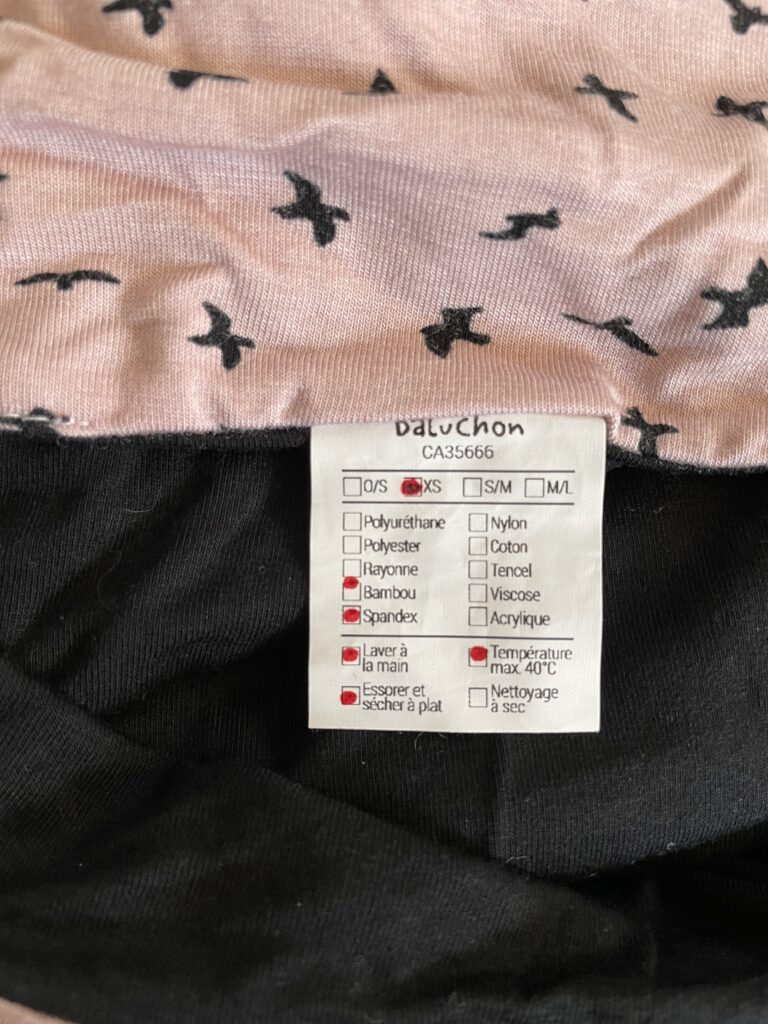 Baluchon
CA35666
O/S XS S/M M/L
Polyuréthane Nylon
Polyester Coton
Rayonne Tencel
Bambou Viscose
Spandex Acrylique
Laver à Température
la main max. 40°C
Essorer et Nettoyage
sécher à plat à sec